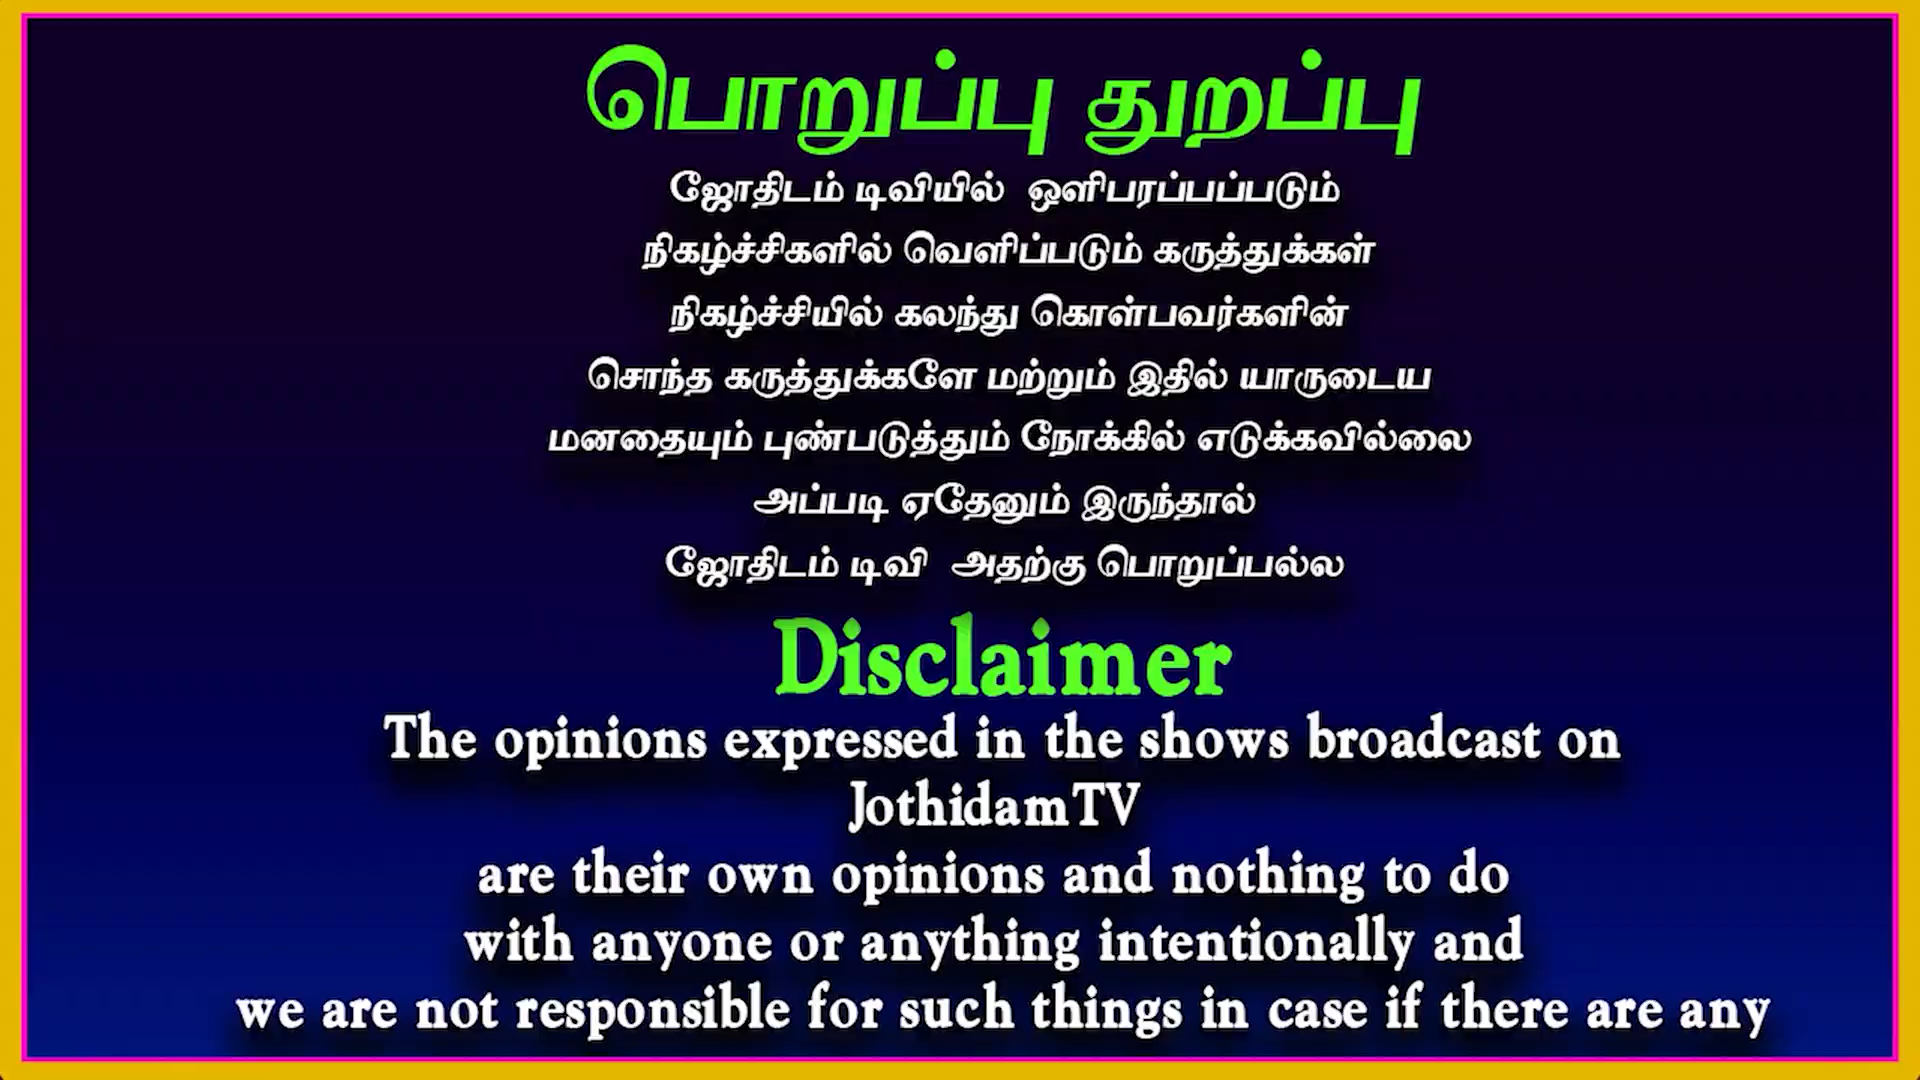 பொறுப்பு துறப்பு
ஜோதிடம் டிவியில் ஒளிபரப்பப்படும்
நிகழ்ச்சிகளில் வெளிப்படும் கருத்துக்கள்
நிகழ்ச்சியில் கலந்து கொள்பவர்களின்
சொந்த கருத்துக்களே மற்றும் இதில் யாருடைய
மனதையும் புண்படுத்தும் நோக்கில் எடுக்கவில்லை
அப்படி ஏதேனும் இருந்தால்
ஜோதிடம் டிவி அதற்கு பொறுப்பல்ல
Disclaimer
The opinions expressed in the shows broadcast on
JothidamTV
are their own opinions and nothing to do
with anyone or anything intentionally and
we are not responsible for such things in case if there are any